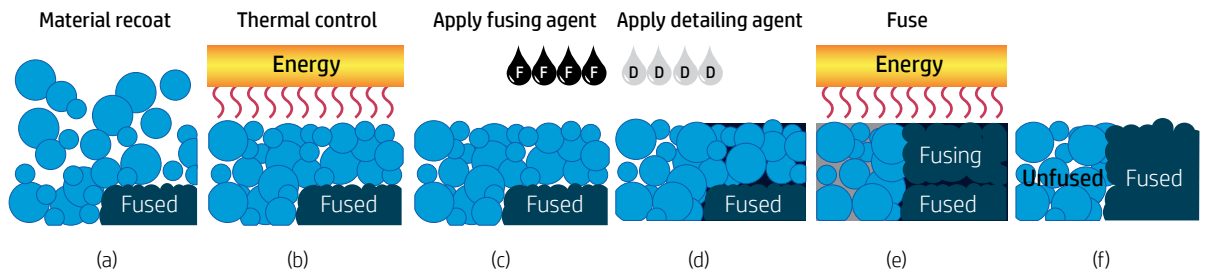 Material recoat
Thermal control
Apply fusing agent
Apply detailing agent
Fuse
Energy
F F F F
D D D D
Energy
Fused
Fused
Fused
Fused
Fusing
Fused
Unfused
Fused
(a)
(b)
(c)
(d)
(e)
(f)